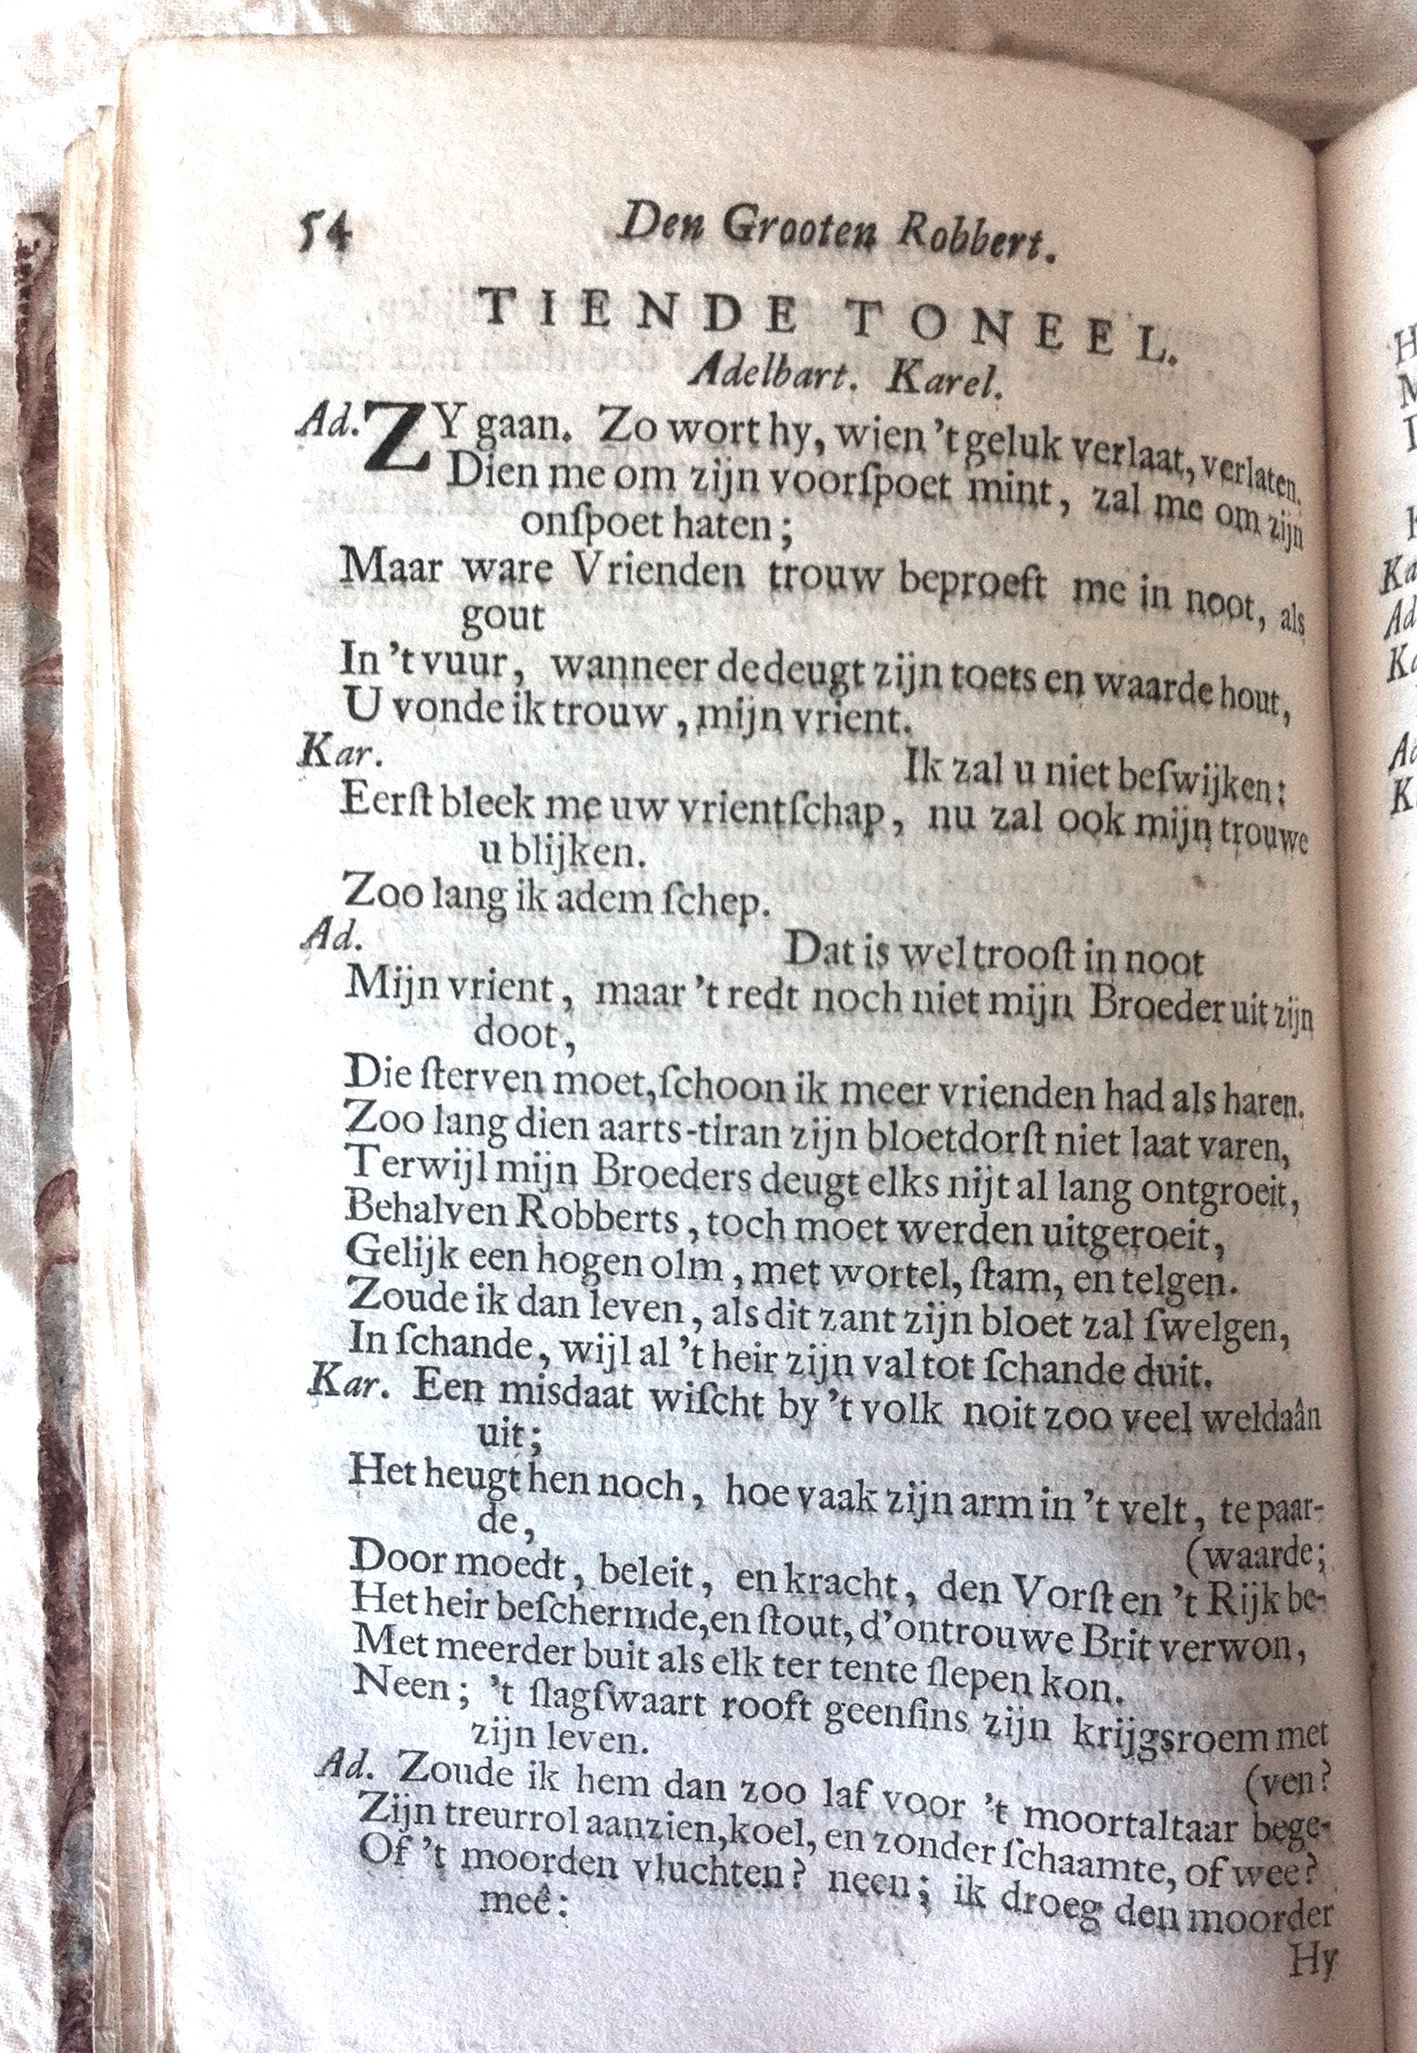 54 Den Grooten Robbert.
TIENDE TONEEL.
Adelbart. Karel.
Ad. ZY gaan. Zo wort hy, wien 't geluk verlaat, verlaten.
Dien me om zijn voorſpoet mint, zal me om zijn
onſpoet haten;
Maar ware Vrienden trouw beproeft me in noot, als
gout
In 't vuur, wanneer de deugt zijn toets en waarde hout,
U vonde ik trouw, mijn vrient.
Kar. Ik zal u niet beſwijken:
Eerſt bleek me uw vrientſchap, nu zal ook mijn trouwe
u blijken.
Zoo lang ik adem ſchep.
Ad. Dat is wel trooſt in noot
Mijn vrient, maar 't redt noch niet mijn Broeder uit zijn
doot,
Die ſterven moet, ſchoon ik meer vrienden had als haren.
Zoo lang dien aarts-tiran zijn bloetdorſt niet laat varen,
Terwijl mijn Broeders deugt elks nijt al lang ontgroeit,
Behalven Robberts, toch moet werden uitgeroeit,
Gelijk een hogen olm, met wortel, ſtam, en telgen.
Zoude ik dan leven, als dit zant zijn bloet zal ſwelgen,
In ſchande, wijl al 't heir zijn val tot ſchande duit.
Kar. Een misdaat wiſcht by 't volk noit zoo veel weldaân
uit;
Het heugt hen noch, hoe vaak zijn arm in 't velt, te paar-
de,
(waarde;
Door moedt, beleit, en kracht, den Vorſt en 't Rijk be-
Het heir beſchermde, en ſtout, d'ontrouwe Brit verwon,
Met meerder buit als elk ter tente ſlepen kon.
Neen; 't ſlagſwaart rooft geenſins zijn krijgsroem met
zijn leven.
(ven?
Ad. Zoude ik hem dan zoo laf voor 't moortaltaar bege-
Zijn treurrol aanzien, koel, en zonder ſchaamte, of wee?
Of 't moorden vluchten? neen; ik droeg den moorder
meê:
Hy